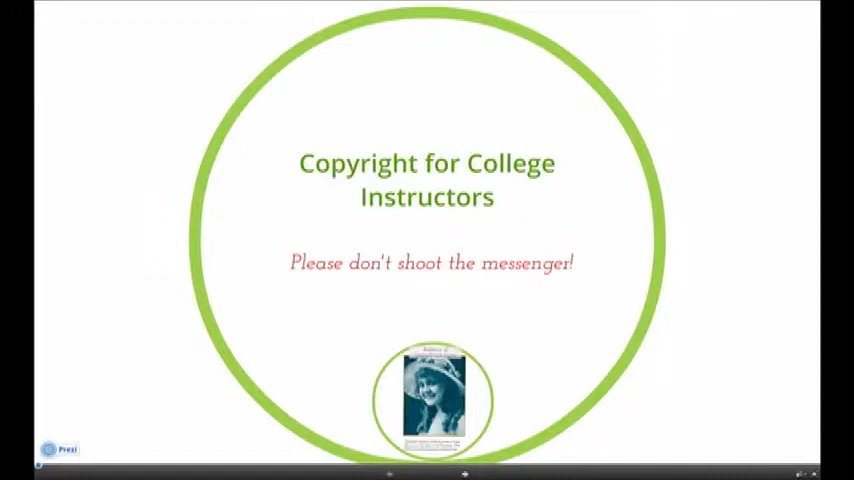 Copyright for College
Instructors
Please don't shoot the messenger!
Prezi